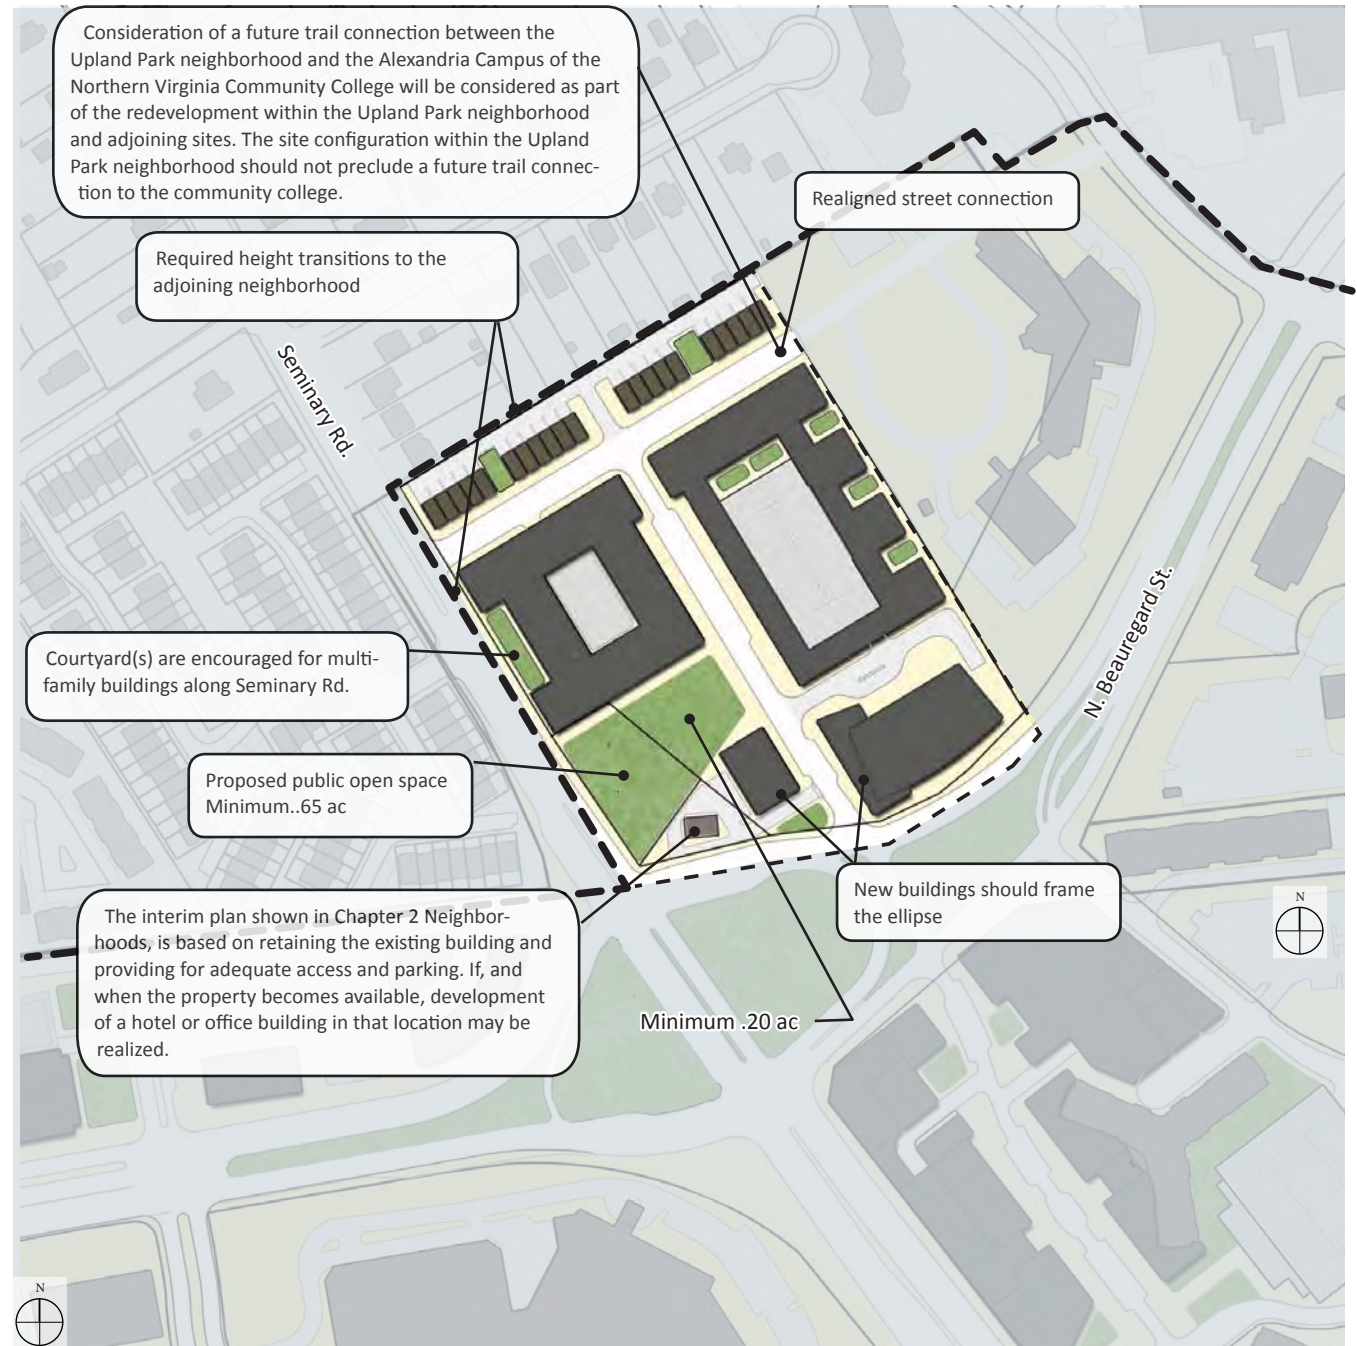 Consideration of a future trail connection between the
Upland Park neighborhood and the Alexandria Campus of the
Northern Virginia Community College will be considered as part
of the redevelopment within the Upland Park neighborhood
and adjoining sites. The site configuration within the Upland
Park neighborhood should not preclude a future trail connec-
tion to the community college.
Realigned street connection
Required height transitions to the
adjoining neighborhood
Seminary Rd.
Courtyard(s) are encouraged for multi-
family buildings along Seminary Rd.
N. Beauregard St.
Proposed public open space
Minimum..65 ac
New buildings should frame
the ellipse
The interim plan shown in Chapter 2 Neighbor-
hoods, is based on retaining the existing building and
providing for adequate access and parking. If, and
when the property becomes available, development
of a hotel or office building in that location may be
realized.
Minimum .20 ac
N
N